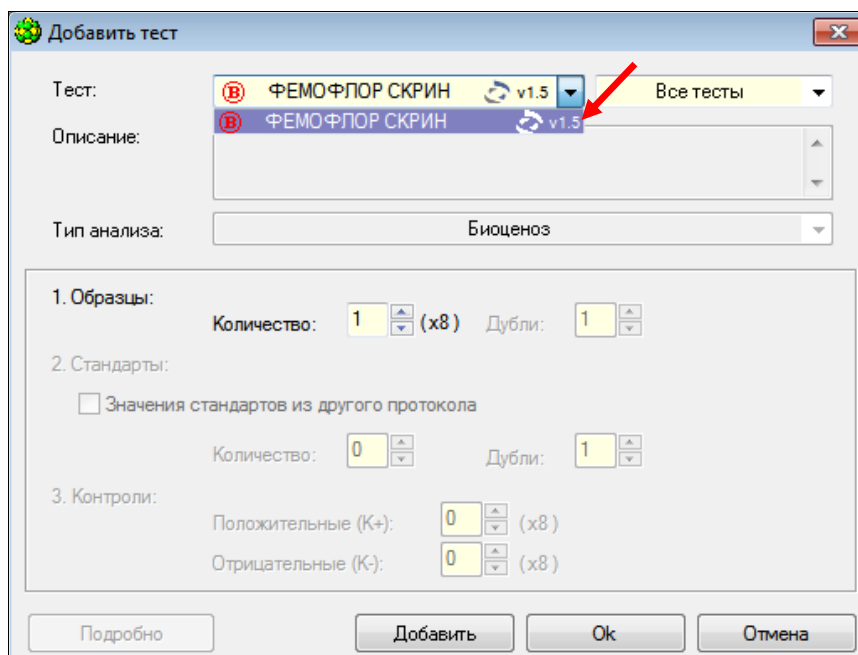 Добавить тест
Тест: В ФЕМОФЛОР СКРИН v1.5 Все тесты
В ФЕМОФЛОР СКРИН v1.5
Описание:
Тип анализа: Биоценоз
1. Образцы:
Количество: 1 (x8) Дубли: 1
2. Стандарты:
Значения стандартов из другого протокола
Количество: 0 Дубли: 1
3. Контроли:
Положительные (К+): 0 (x8)
Отрицательные (К-): 0 (x8)
Подробно Добавить Ok Отмена